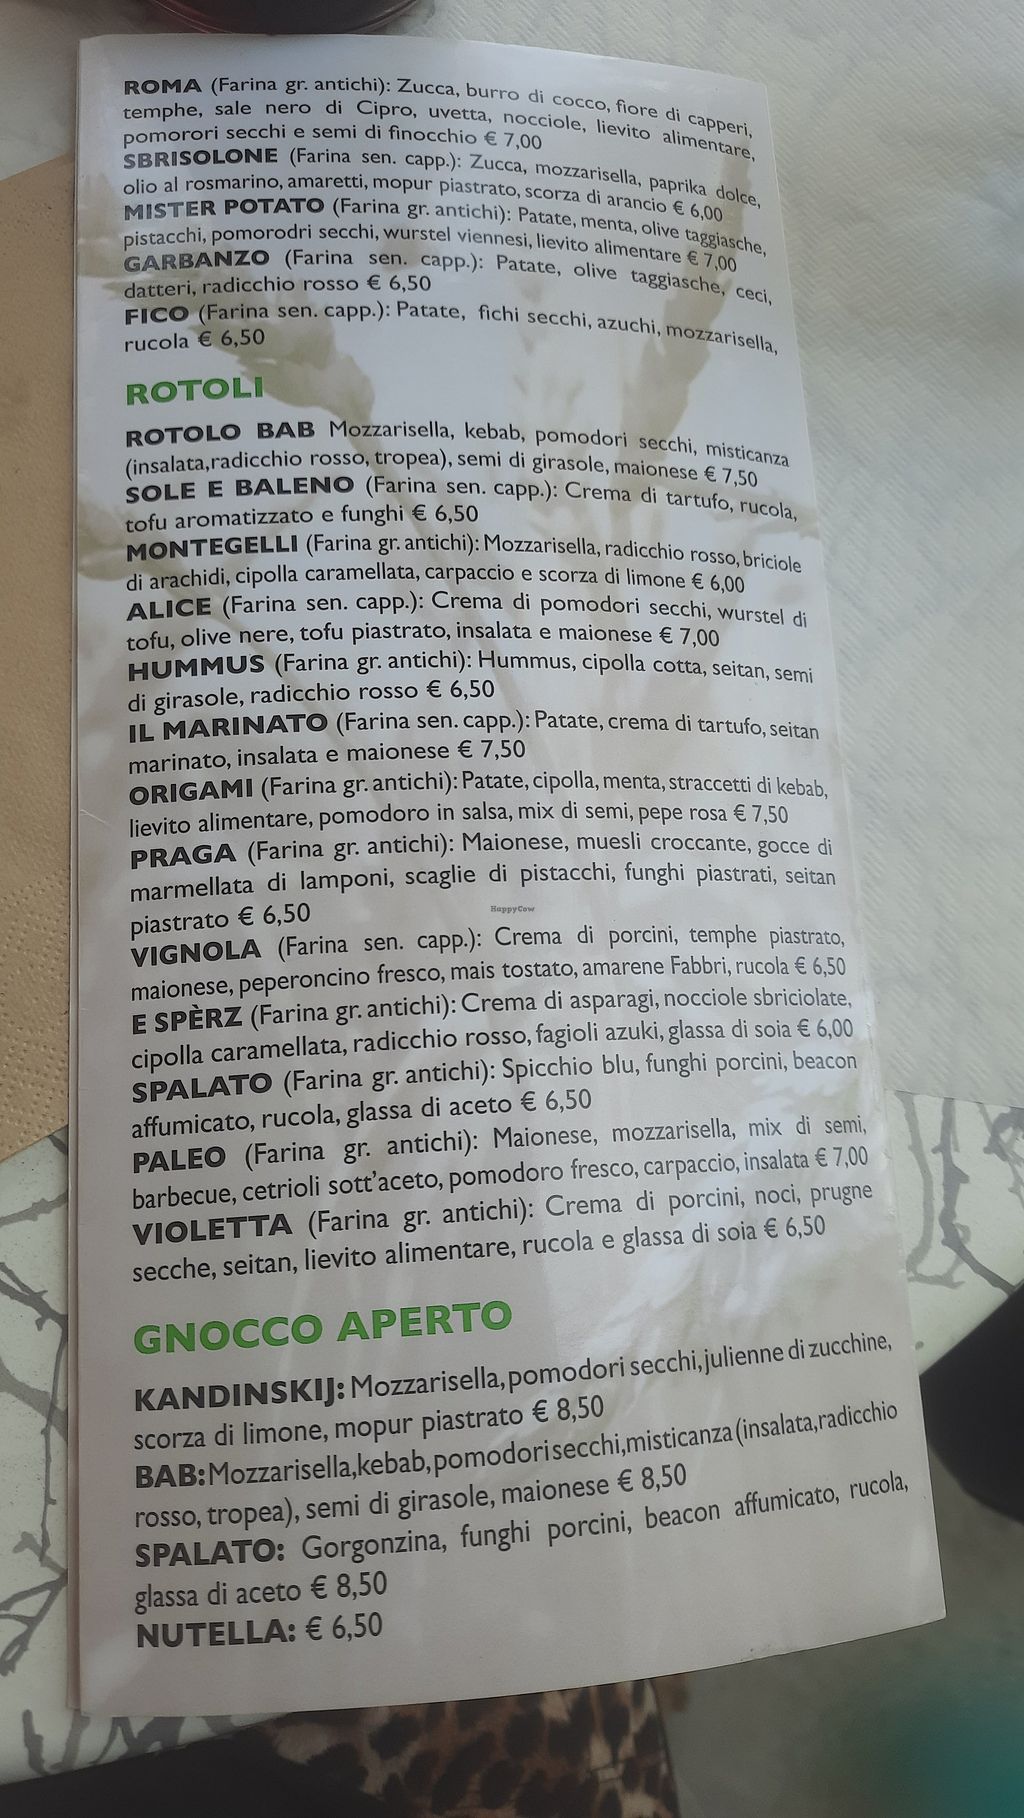 ROMA (Farina gr. antichi): Zucca, burro di cocco, fiore di capperi,
temphe, sale nero di Cipro, uvetta, nocciole, lievito alimentare,
pomorori secchi e semi di finocchio € 7,00
SBRISOLONE (Farina sen. capp.): Zucca, mozzarisella, paprika dolce,
olio al rosmarino, amaretti, mopur piastrato, scorza di arancio € 6,00
MISTER POTATO (Farina gr. antichi): Patate, menta, olive taggiasche,
pistacchi, pomorodri secchi, wurstel viennesi, lievito alimentare € 7,00
GARBANZO (Farina sen. capp.): Patate, olive taggiasche, ceci,
datteri, radicchio rosso € 6,50
FICO (Farina sen. capp.): Patate, fichi secchi, azuchi, mozzarisella,
rucola € 6,50
ROTOLI
ROTOLO BAB Mozzarisella, kebab, pomodori secchi, misticanza
(insalata,radicchio rosso, tropea), semi di girasole, maionese € 7,50
SOLE E BALENO (Farina sen. capp.): Crema di tartufo, rucola,
tofu aromatizzato e funghi € 6,50
MONTEGELLI (Farina gr. antichi): Mozzarisella, radicchio rosso, briciole
di arachidi, cipolla caramellata, carpaccio e scorza di limone € 6,00
ALICE (Farina sen. capp.): Crema di pomodori secchi, wurstel di
tofu, olive nere, tofu piastrato, insalata e maionese € 7,00
HUMMUS (Farina gr. antichi): Hummus, cipolla cotta, seitan, semi
di girasole, radicchio rosso € 6,50
IL MARINATO (Farina sen. capp.): Patate, crema di tartufo, seitan
marinato, insalata e maionese € 7,50
ORIGAMI (Farina gr. antichi): Patate, cipolla, menta, straccetti di kebab,
lievito alimentare, pomodoro in salsa, mix di semi, pepe rosa € 7,50
PRAGA (Farina gr. antichi): Maionese, muesli croccante, gocce di
marmellata di lamponi, scaglie di pistacchi, funghi piastrati, seitan
piastrato € 6,50
HappyCow
VIGNOLA (Farina sen. capp.): Crema di porcini, temphe piastrato,
maionese, peperoncino fresco, mais tostato, amarene Fabbri, rucola € 6,50
E SPÈRZ (Farina gr. antichi): Crema di asparagi, nocciole sbriciolate,
cipolla caramellata, radicchio rosso, fagioli azuki, glassa di soia € 6,00
SPALATO (Farina gr. antichi): Spicchio blu, funghi porcini, beacon
affumicato, rucola, glassa di aceto € 6,50
PALEO (Farina gr. antichi): Maionese, mozzarisella, mix di semi,
barbecue, cetrioli sott'aceto, pomodoro fresco, carpaccio, insalata € 7,00
VIOLETTA (Farina gr. antichi): Crema di porcini, noci, prugne
secche, seitan, lievito alimentare, rucola e glassa di soia € 6,50
GNOCCO APERTO
KANDINSKIJ: Mozzarisella, pomodori secchi, julienne di zucchine,
scorza di limone, mopur piastrato € 8,50
BAB: Mozzarisella,kebab,pomodori secchi,misticanza (insalata,radicchio
rosso, tropea), semi di girasole, maionese € 8,50
SPALATO: Gorgonzina, funghi porcini, beacon affumicato, rucola,
glassa di aceto € 8,50
NUTELLA: € 6,50